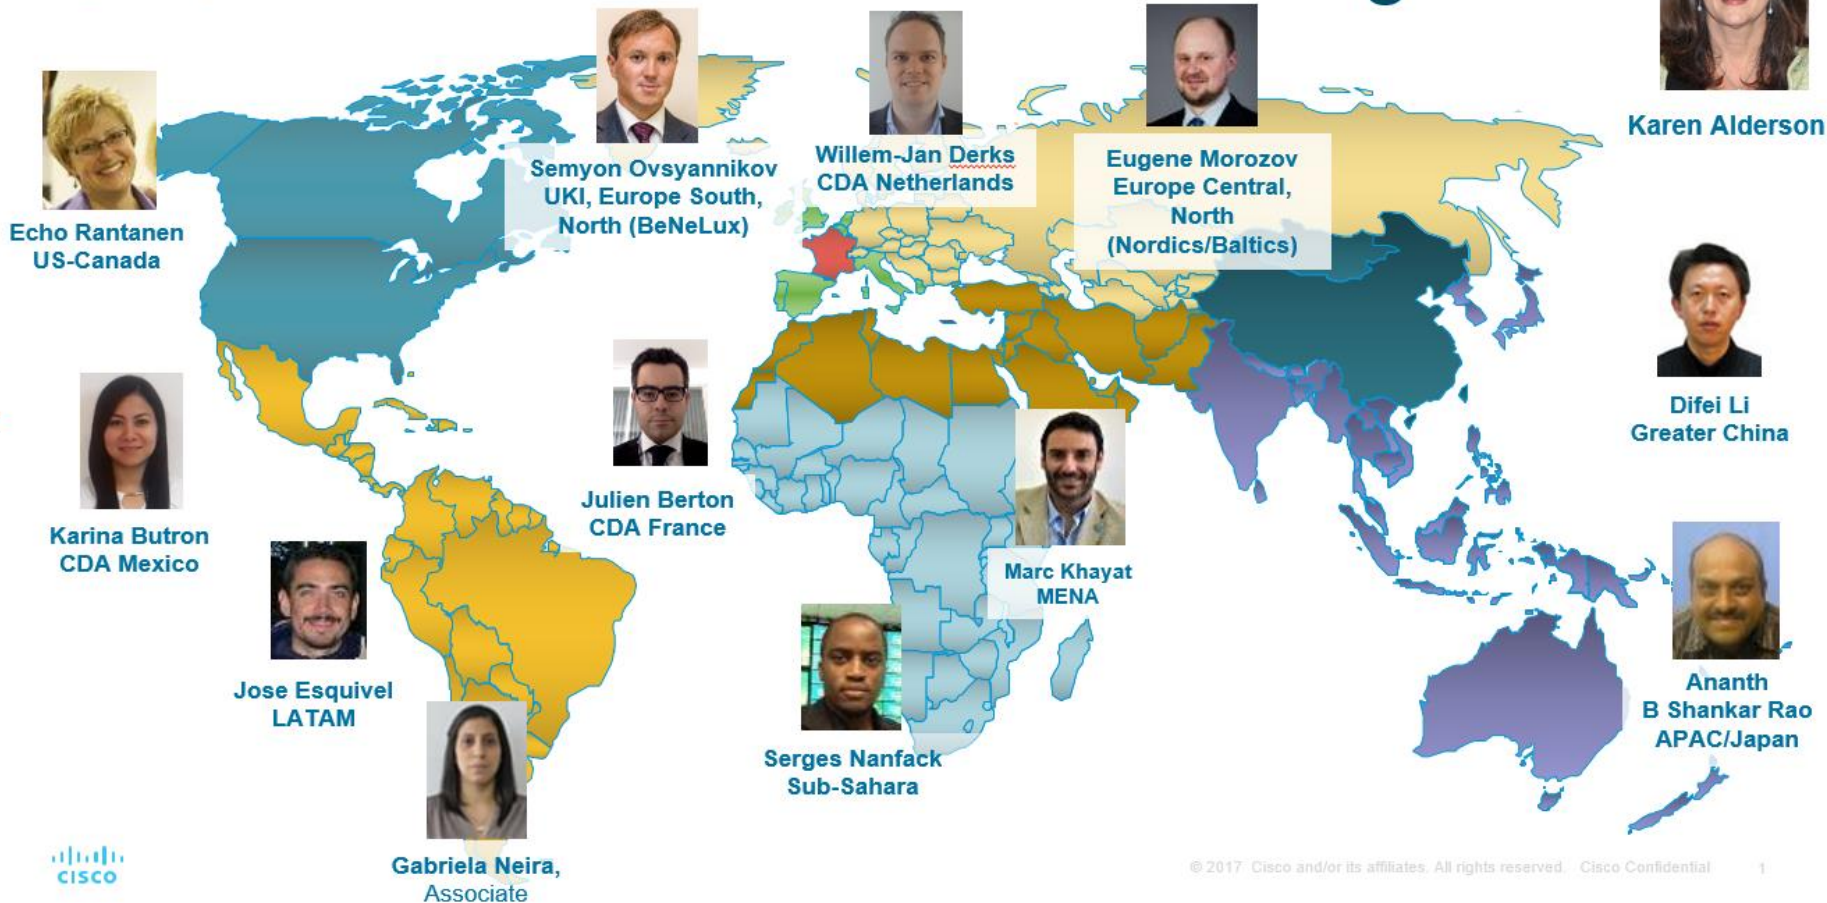 Karen Alderson
Echo Rantanen
US-Canada
Semyon Ovsyannikov
UKI, Europe South,
North (BeNeLux)
Willem-Jan Derks
CDA Netherlands
Eugene Morozov
Europe Central,
North
(Nordics/Baltics)
Difei Li
Greater China
Karina Butron
CDA Mexico
Julien Berton
CDA France
Marc Khayat
MENA
Jose Esquivel
LATAM
Serges Nanfack
Sub-Sahara
Ananth
B Shankar Rao
APAC/Japan
Gabriela Neira,
Associate
CISCO
© 2017 Cisco and/or its affiliates. All rights reserved. Cisco Confidential 1